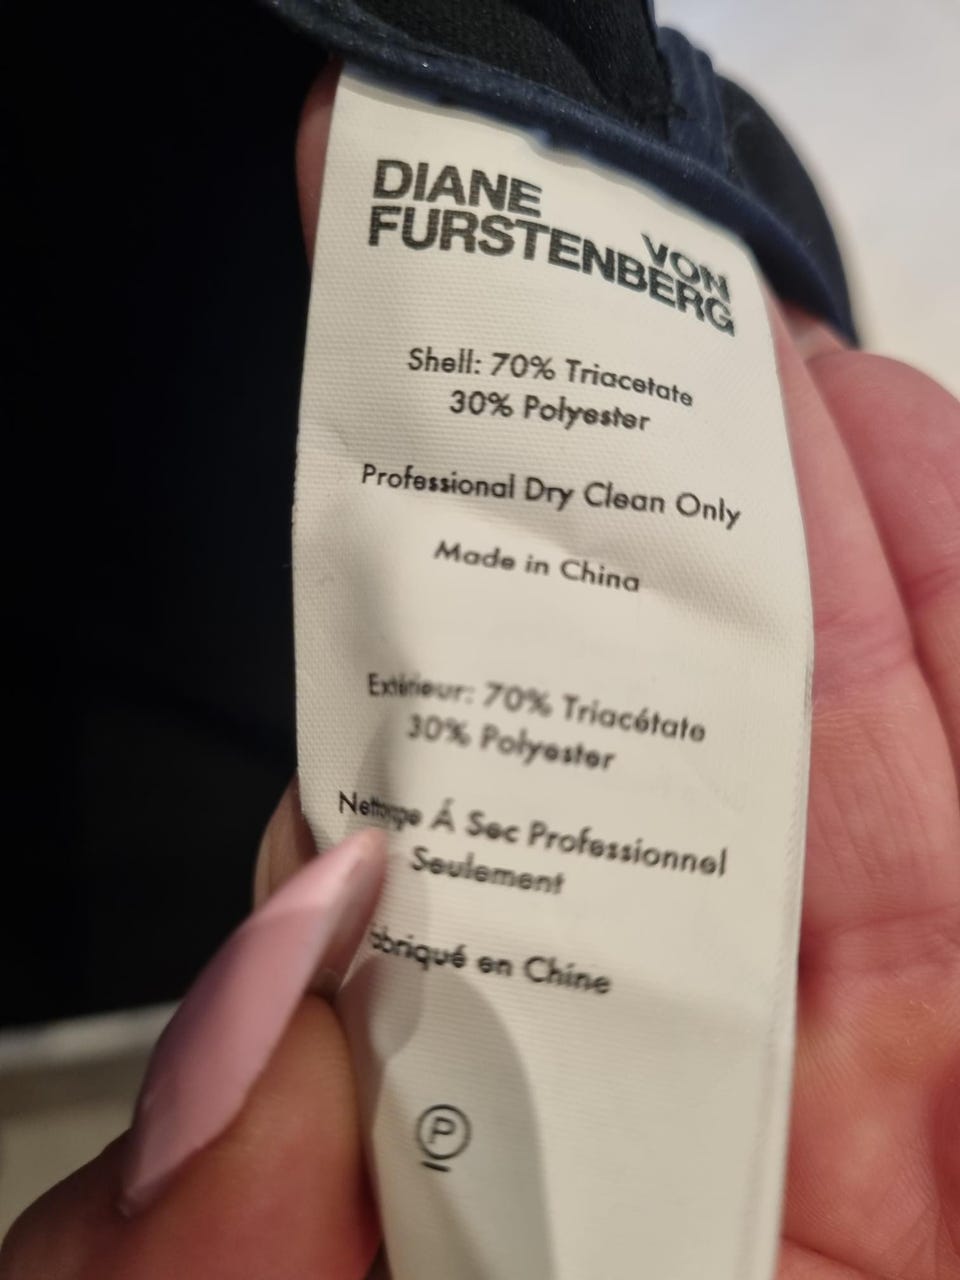 DIANE
VON
FURSTENBERG
Shell: 70% Triacetate
30% Polyester
Professional Dry Clean Only
Made in China
Extérieur: 70% Triacétate
30% Polyester
Á Sec Professionnel
Seulement
en Chine
P